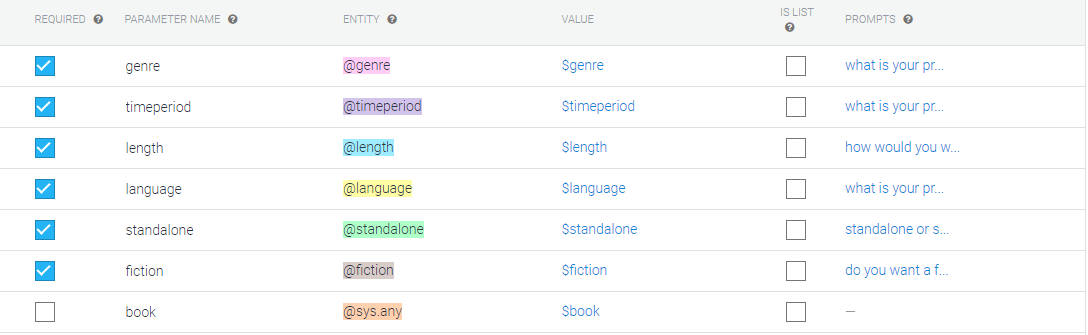 REQUIRED PARAMETER NAME ENTITY VALUE IS LIST PROMPTS
genre @genre $genre what is your pr...
timeperiod @timeperiod $timeperiod what is your pr...
length @length $length how would you w...
language @language $language what is your pr...
standalone @standalone $standalone standalone or s...
fiction @fiction $fiction do you want a f...
book @sys.any $book —